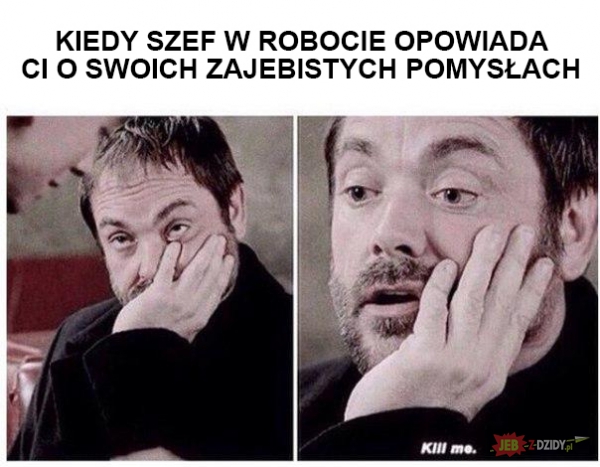 KIEDY SZEF W ROBOCIE OPOWIADA
CI O SWOICH ZAJEBISTYCH POMYSŁACH
Kill me.
JEB-Z-DZIDY.pl